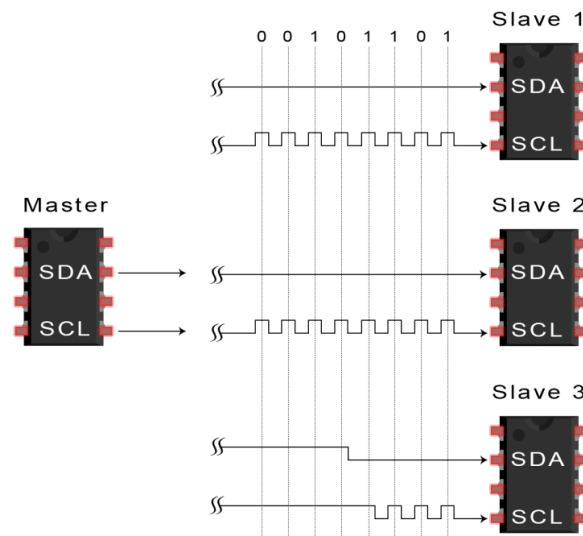 0 0 1 0 1 1 0 1
Slave 1
SDA
SCL
Master
SDA
SCL
Slave 2
SDA
SCL
Slave 3
SDA
SCL